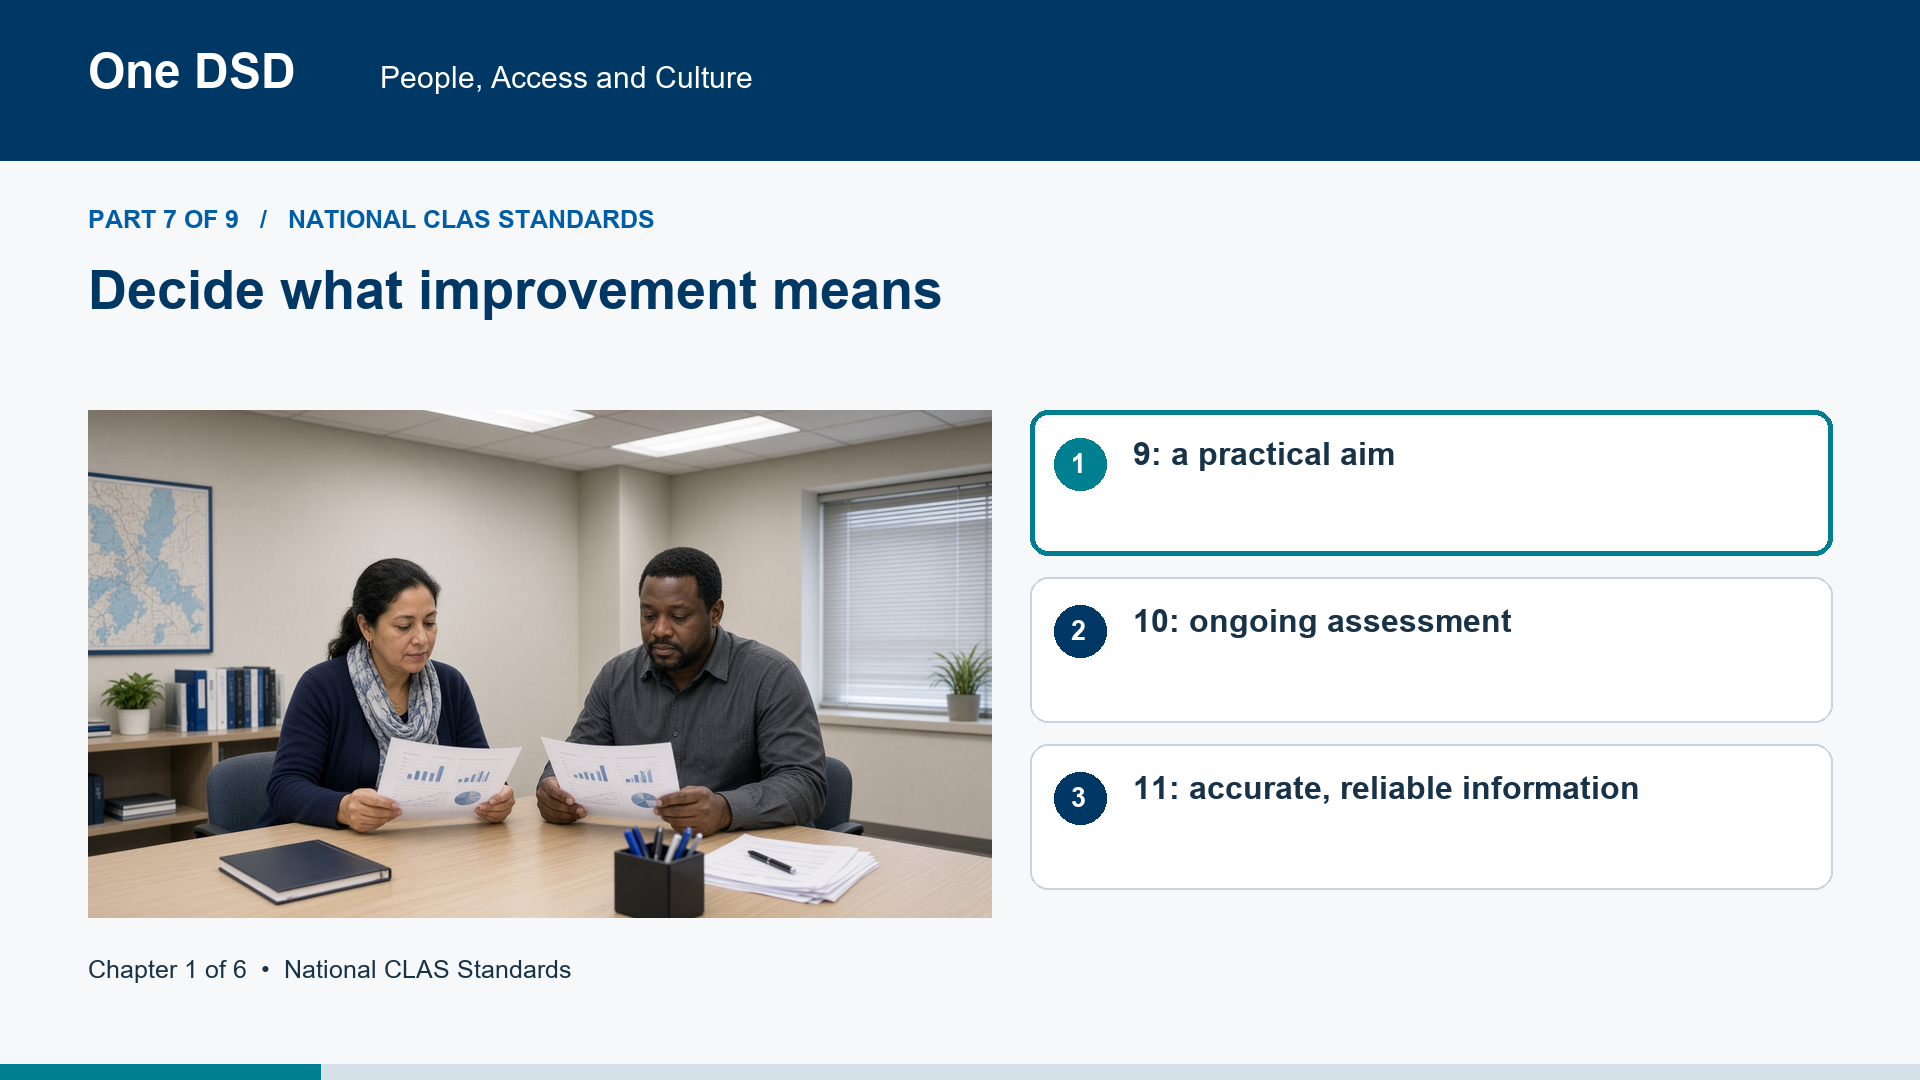 One DSD
People, Access and Culture
PART 7 OF 9 / NATIONAL CLAS STANDARDS
Decide what improvement means
1
9: a practical aim
2
10: ongoing assessment
3
11: accurate, reliable information
Chapter 1 of 6 • National CLAS Standards